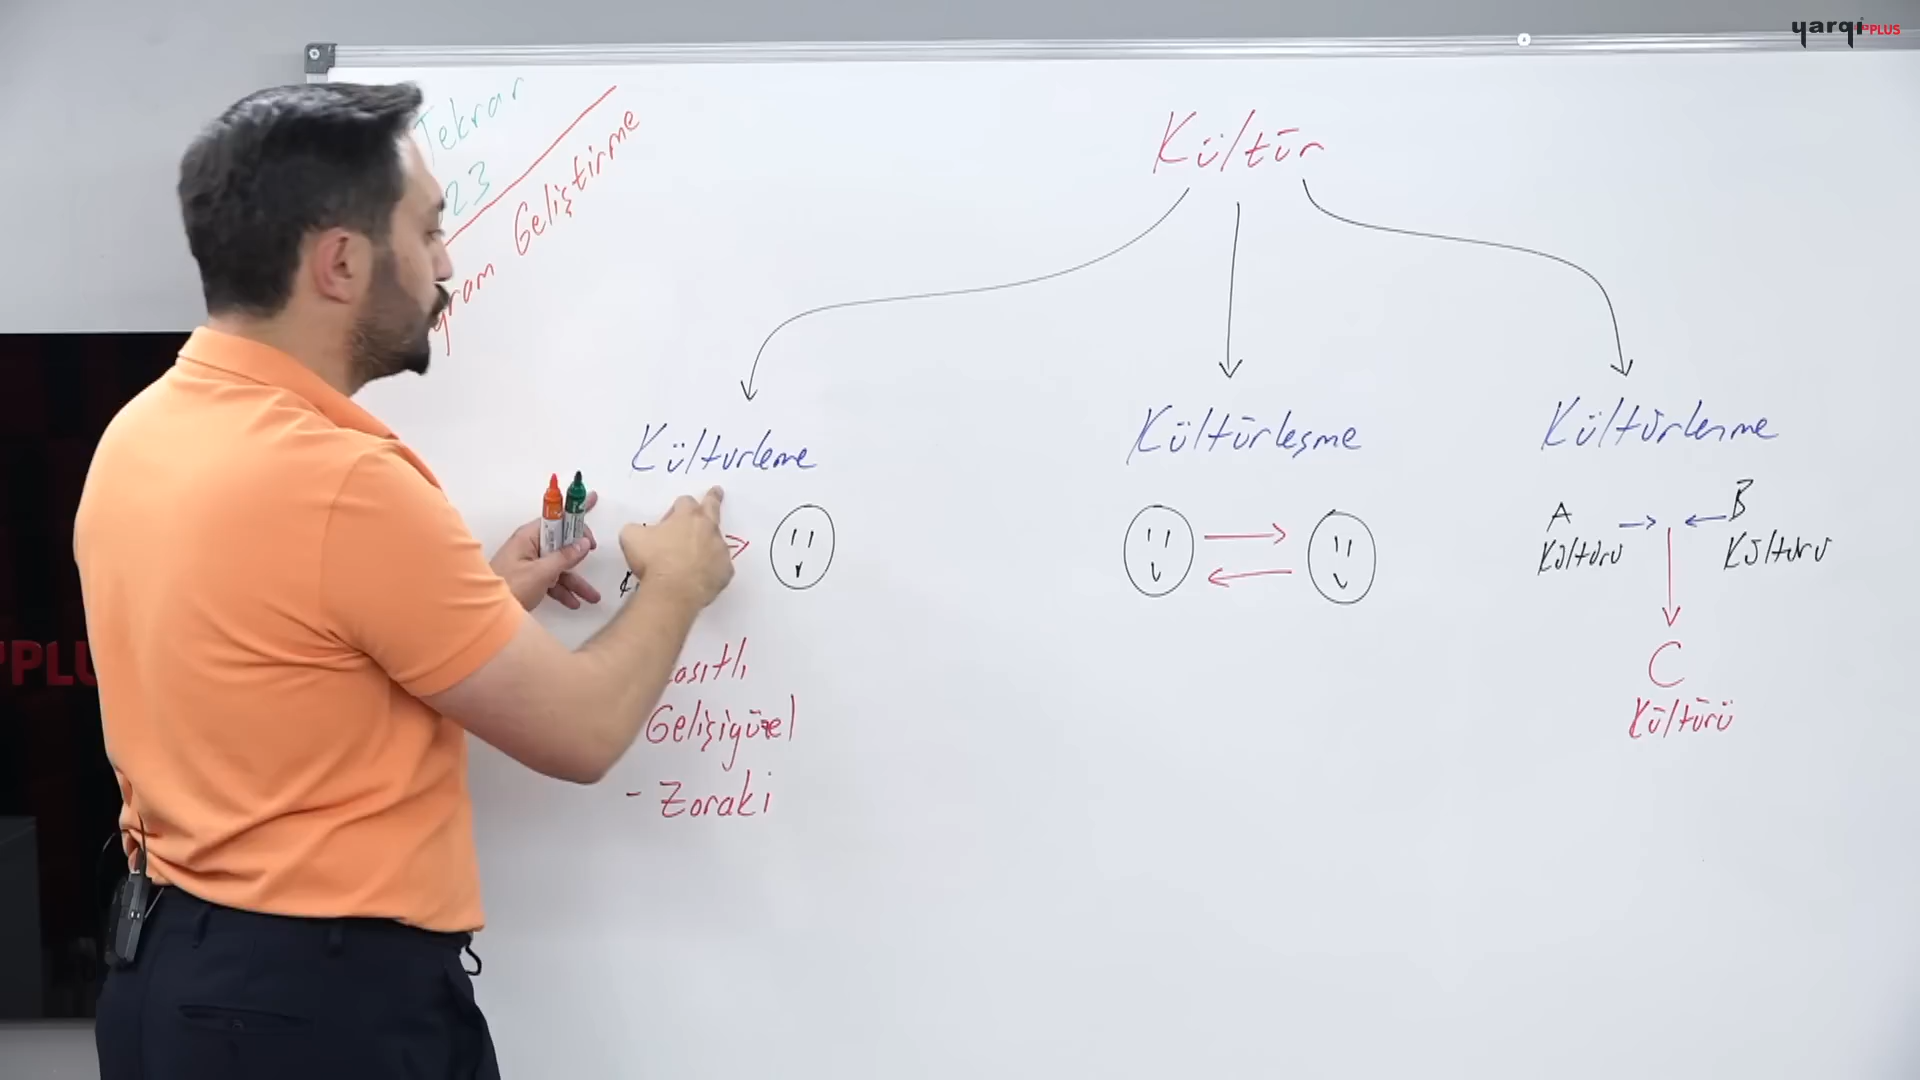 yargı PLUS
Tekrar
23
Geliştirme
Kültür
Kültürleme
Kültürleşme
Kültürlenme
A
Kültürü
B
Kültürü
C
Kültürü
Gelişigüzel
- Zoraki